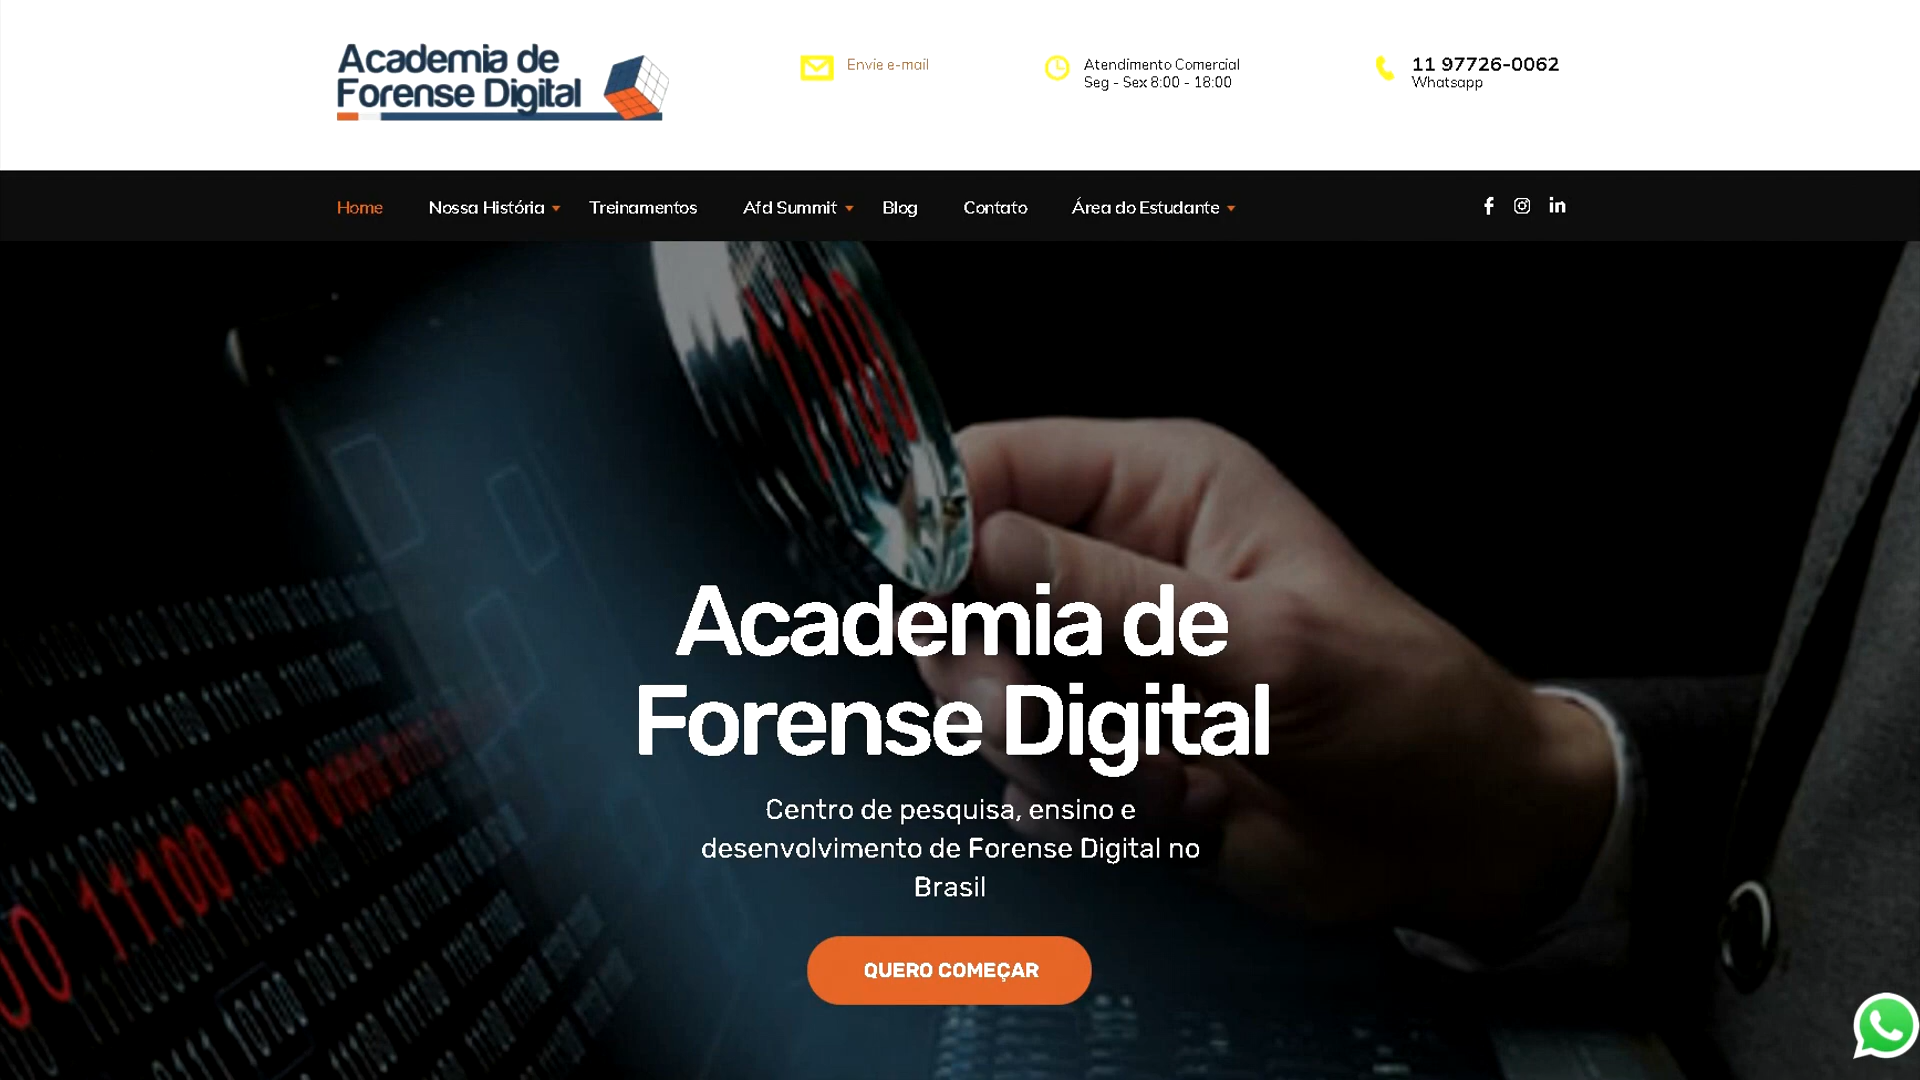 Academia de
Forense Digital
Envie e-mail
Atendimento Comercial
Seg - Sex 8:00 - 18:00
11 97726-0062
Whatsapp
Home
Nossa História
Treinamentos
Afd Summit
Blog
Contato
Área do Estudante
1100
Academia de
Forense Digital
Centro de pesquisa, ensino e
desenvolvimento de Forense Digital no
Brasil
QUERO COMEÇAR